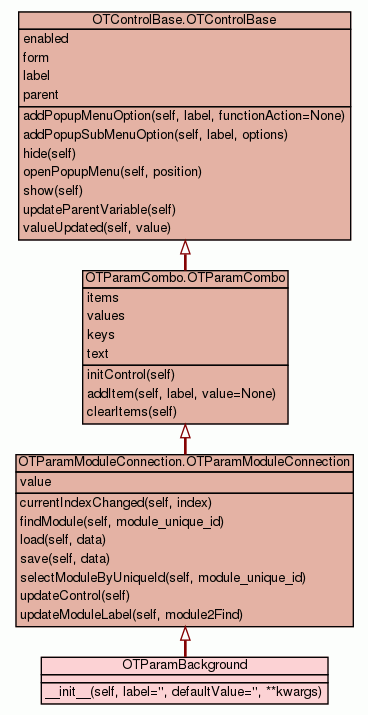 OTControlBase.OTControlBase
enabled
form
label
parent
addPopupMenuOption(self, label, functionAction=None)
addPopupSubMenuOption(self, label, options)
hide(self)
openPopupMenu(self, position)
show(self)
updateParentVariable(self)
valueUpdated(self, value)
OTParamCombo.OTParamCombo
items
values
keys
text
initControl(self)
addItem(self, label, value=None)
clearItems(self)
OTParamModuleConnection.OTParamModuleConnection
value
currentIndexChanged(self, index)
findModule(self, module_unique_id)
load(self, data)
save(self, data)
selectModuleByUniqueId(self, module_unique_id)
updateControl(self)
updateModuleLabel(self, module2Find)
OTParamBackground
__init__(self, label='', defaultValue='', **kwargs)